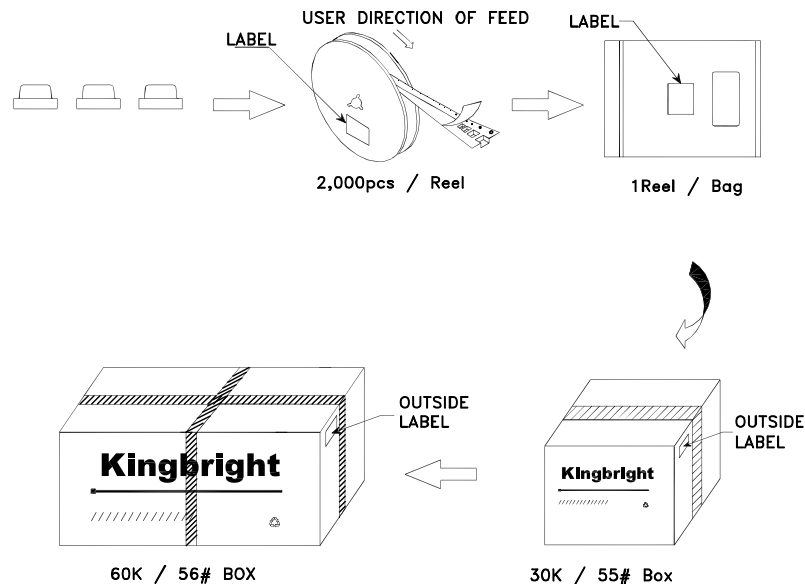 USER DIRECTION OF FEED
LABEL
LABEL
2,000pcs / Reel
1Reel / Bag
OUTSIDE
LABEL
Kingbright
60K / 56# BOX
OUTSIDE
LABEL
Kingbright
30K / 55# Box